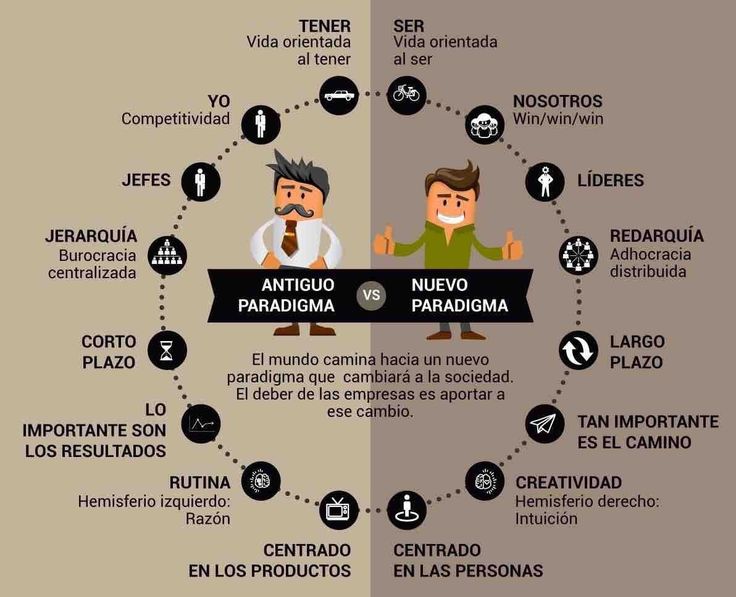 TENER
Vida orientada
al tener
SER
Vida orientada
al ser
YO
Competitividad
NOSOTROS
Win/win/win
JEFES
LÍDERES
JERARQUÍA
Burocracia
centralizada
REDARQUÍA
Adhocracia
distribuida
ANTIGUO
PARADIGMA
VS
NUEVO
PARADIGMA
CORTO
PLAZO
LARGO
PLAZO
El mundo camina hacia un nuevo
paradigma que cambiará a la sociedad.
El deber de las empresas es aportar a
ese cambio.
LO
IMPORTANTE SON
LOS RESULTADOS
TAN IMPORTANTE
ES EL CAMINO
RUTINA
Hemisferio izquierdo:
Razón
CREATIVIDAD
Hemisferio derecho:
Intuición
CENTRADO
EN LOS PRODUCTOS
CENTRADO
EN LAS PERSONAS